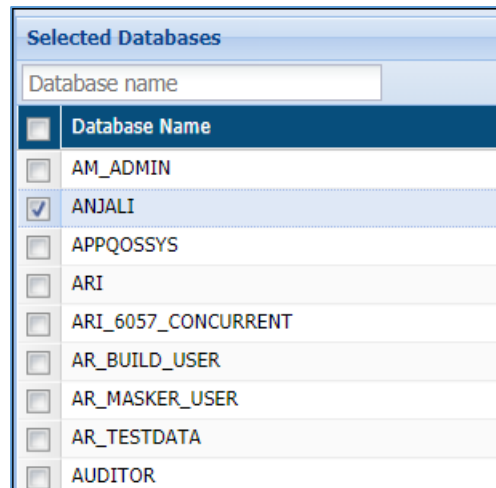 Selected Databases
Database name
Database Name
AM_ADMIN
ANJALI
APPQOSSYS
ARI
ARI_6057_CONCURRENT
AR_BUILD_USER
AR_MASKER_USER
AR_TESTDATA
AUDITOR